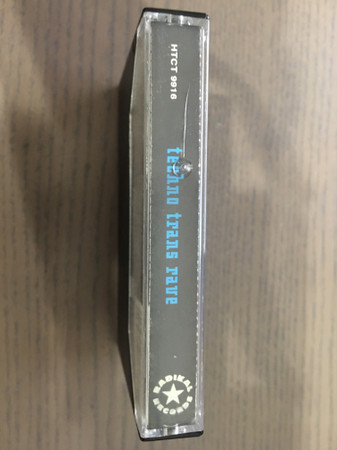 HTCT 9916
techno trans rave
RADIKAL
RECORDS